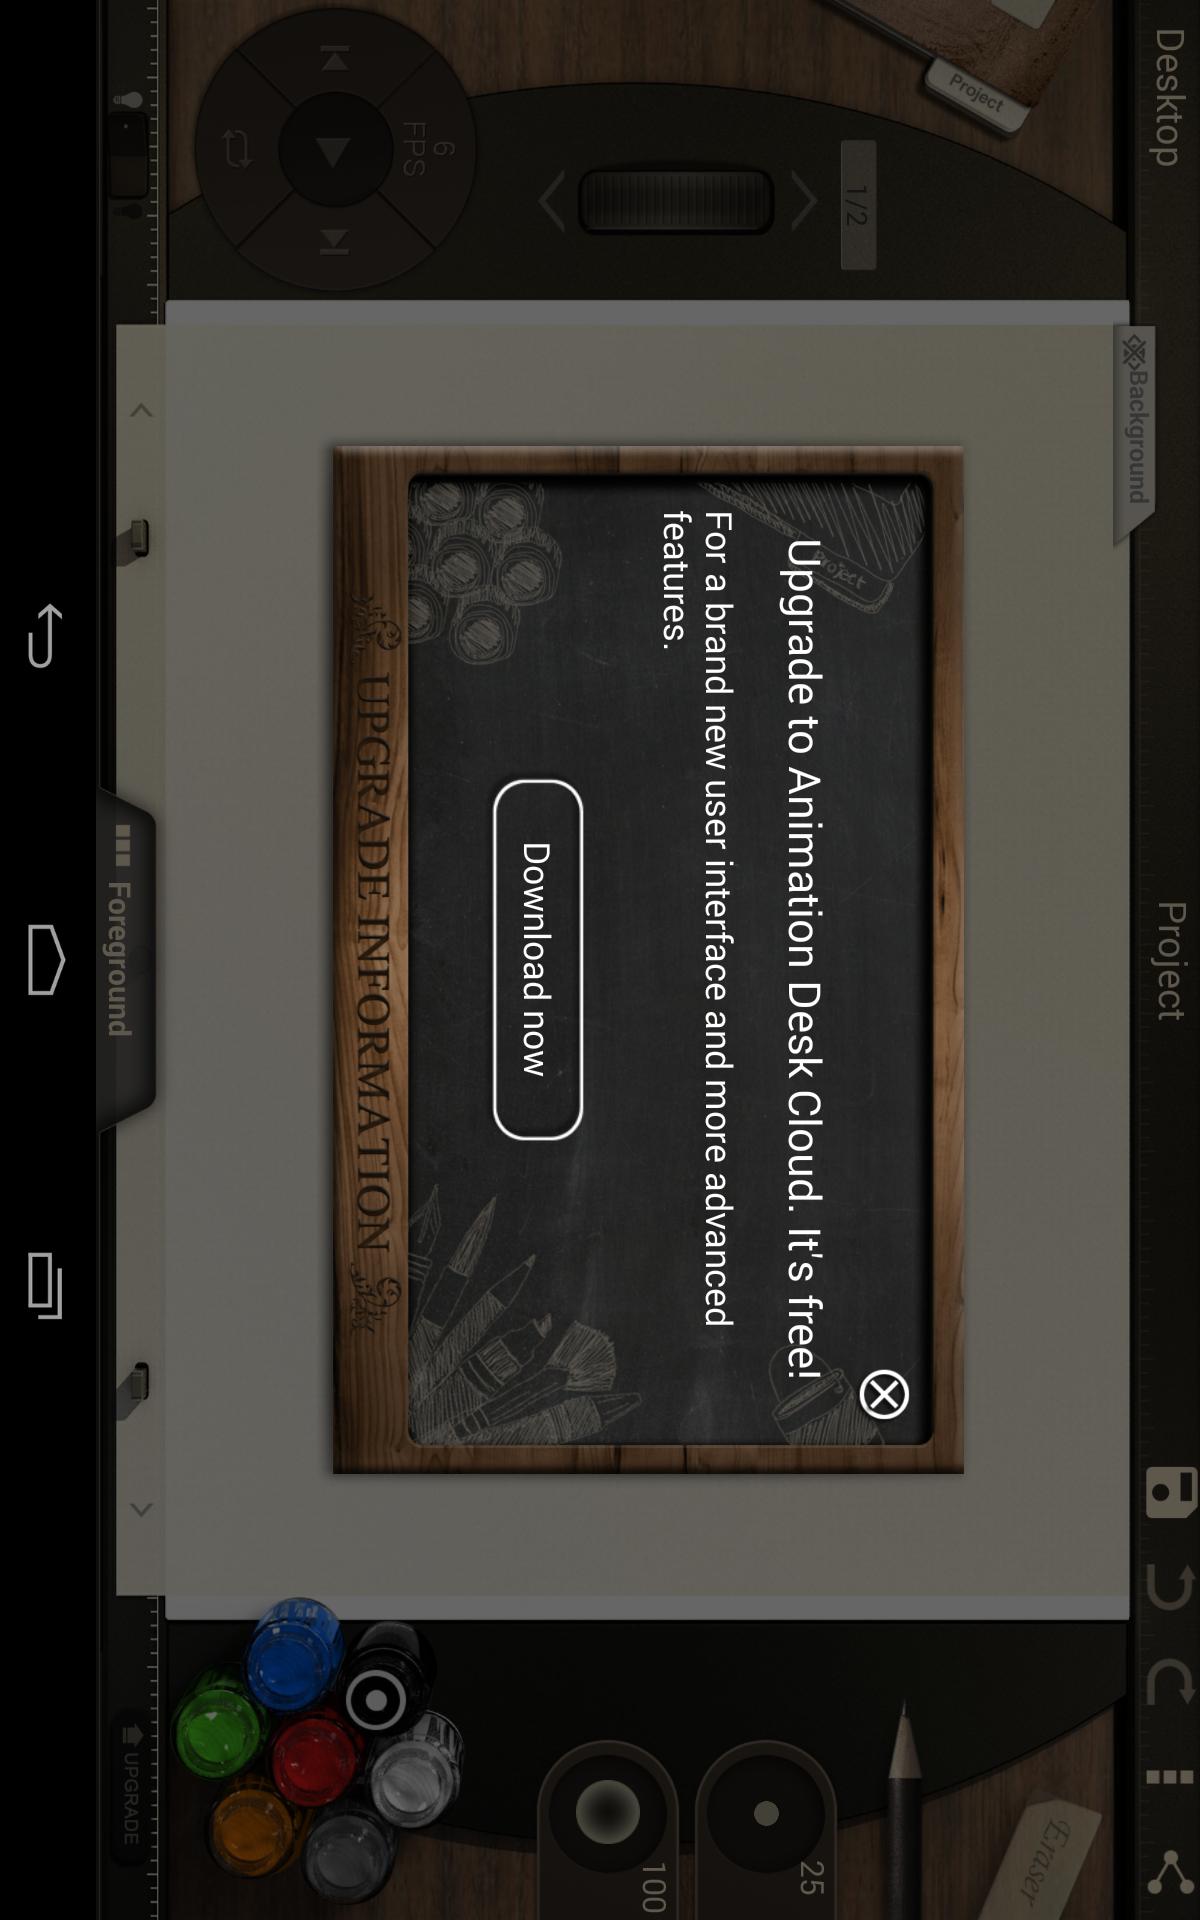 Desktop
Project
Project
1/2
6
FPS
Background
Project
Upgrade to Animation Desk Cloud. It's free!
For a brand new user interface and more advanced
features.
Download now
UPGRADE INFORMATION
Eraser
25
100
Foreground
UPGRADE